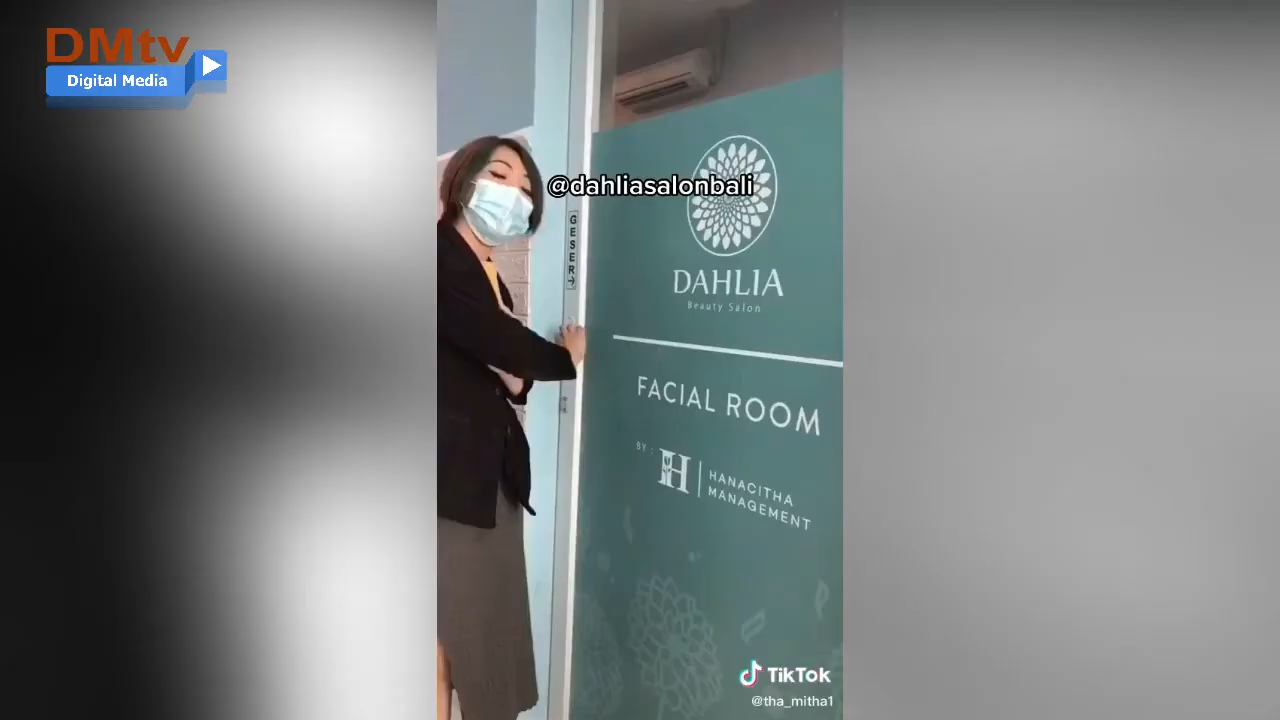 DMtv
Digital Media
@dahliasalonbali
GESER→
DAHLIA
Beauty Salon
FACIAL ROOM
BY :
H
HANACITHA
MANAGEMENT
TikTok
@tha_mitha1